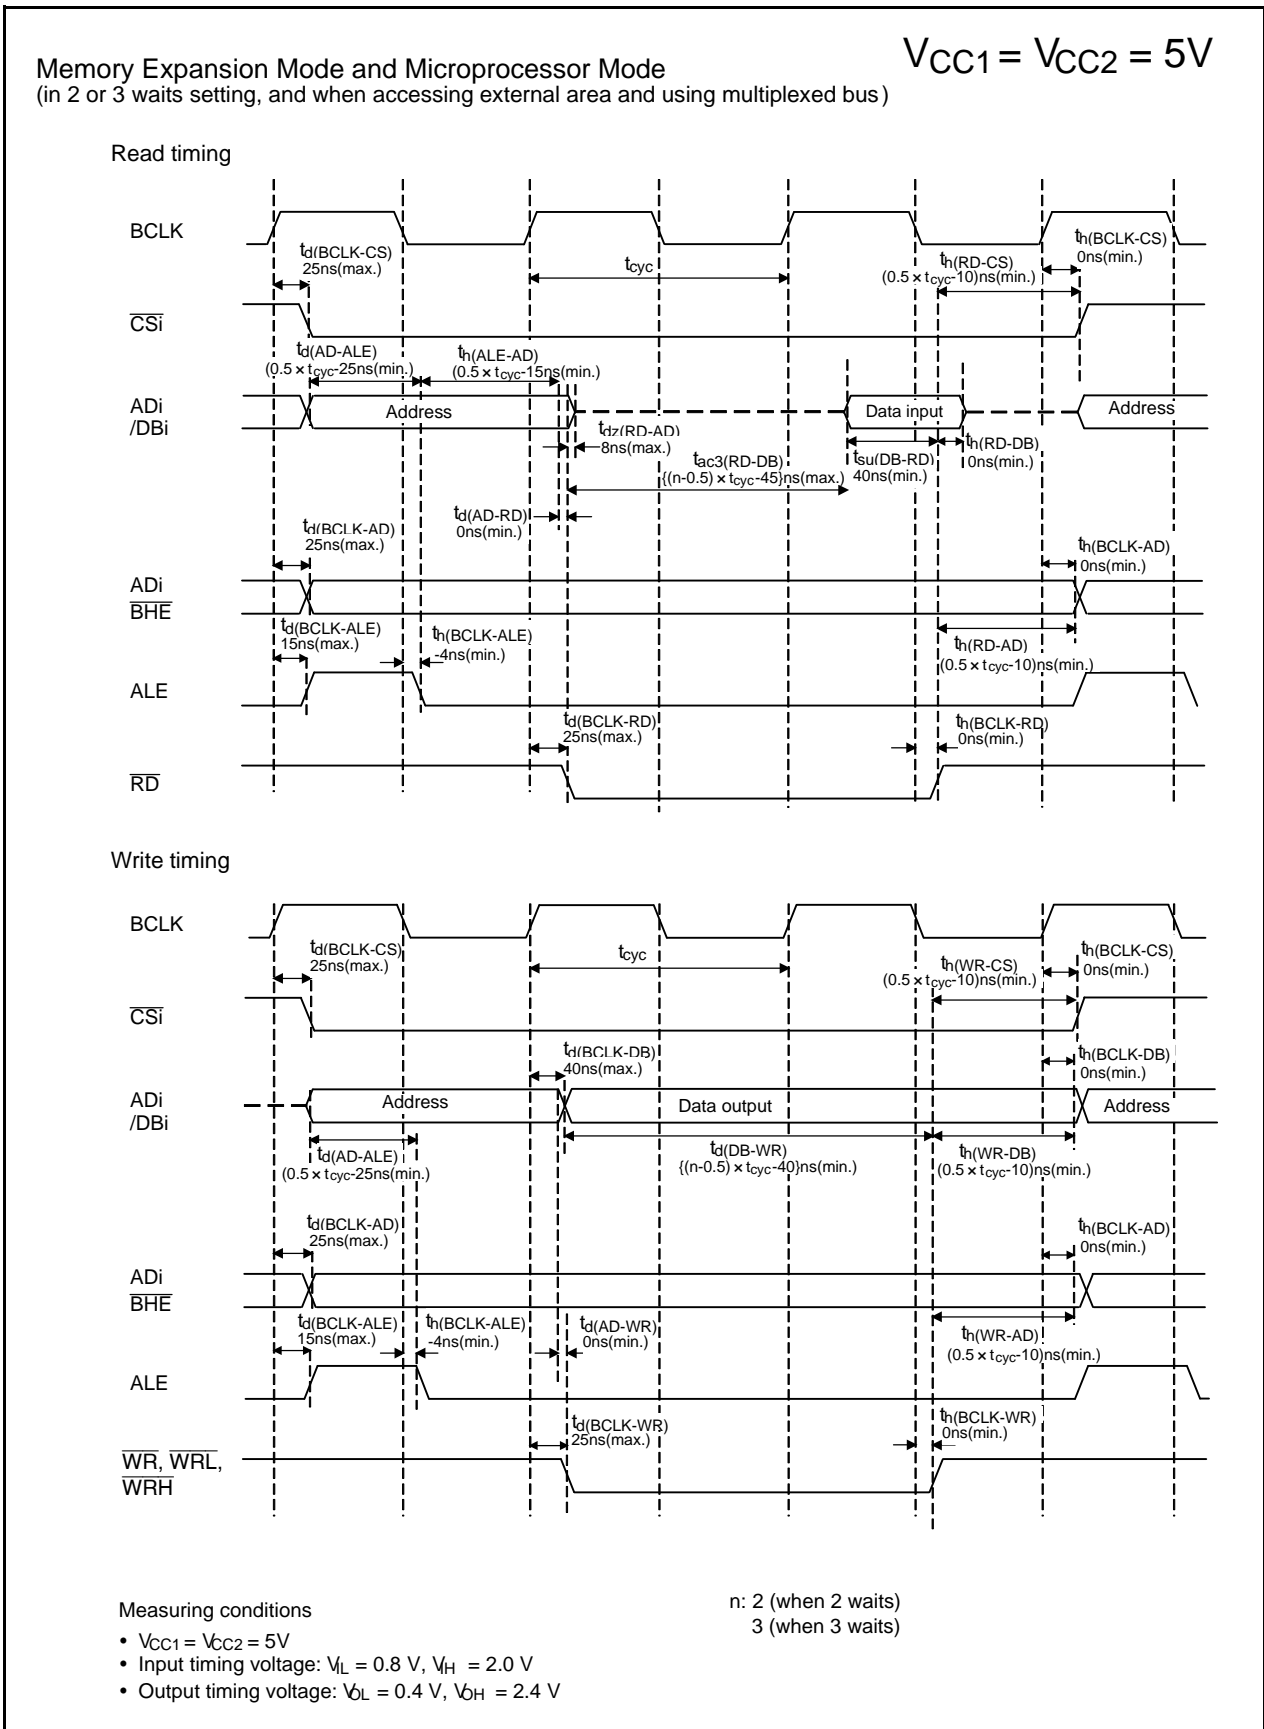 VCC1 = VCC2 = 5V
Memory Expansion Mode and Microprocessor Mode
(in 2 or 3 waits setting, and when accessing external area and using multiplexed bus)
Read timing
BCLK
td(BCLK-CS)
25ns(max.)
tcyc
th(RD-CS)
(0.5 × tcyc-10)ns(min.)
th(BCLK-CS)
0ns(min.)
CSi
td(AD-ALE)
(0.5 × tcyc-25ns(min.)
th(ALE-AD)
(0.5 × tcyc-15ns(min.)
ADi
/DBi
Address
Data input
Address
tdz(RD-AD)
8ns(max.)
tac3(RD-DB)
{(n-0.5) × tcyc-45}ns(max.)
tsu(DB-RD)
40ns(min.)
th(RD-DB)
0ns(min.)
td(AD-RD)
0ns(min.)
td(BCLK-AD)
25ns(max.)
th(BCLK-AD)
0ns(min.)
ADi
BHE
td(BCLK-ALE)
15ns(max.)
th(BCLK-ALE)
-4ns(min.)
th(RD-AD)
(0.5 × tcyc-10)ns(min.)
ALE
td(BCLK-RD)
25ns(max.)
th(BCLK-RD)
0ns(min.)
RD
Write timing
BCLK
td(BCLK-CS)
25ns(max.)
tcyc
th(WR-CS)
(0.5 × tcyc-10)ns(min.)
th(BCLK-CS)
0ns(min.)
CSi
td(BCLK-DB)
40ns(max.)
th(BCLK-DB)
0ns(min.)
ADi
/DBi
Address
Data output
Address
td(AD-ALE)
(0.5 × tcyc-25ns(min.)
td(DB-WR)
{(n-0.5) × tcyc-40}ns(min.)
th(WR-DB)
(0.5 × tcyc-10)ns(min.)
td(BCLK-AD)
25ns(max.)
th(BCLK-AD)
0ns(min.)
ADi
BHE
td(BCLK-ALE)
15ns(max.)
th(BCLK-ALE)
-4ns(min.)
td(AD-WR)
0ns(min.)
th(WR-AD)
(0.5 × tcyc-10)ns(min.)
ALE
td(BCLK-WR)
25ns(max.)
th(BCLK-WR)
0ns(min.)
WR, WRL,
WRH
Measuring conditions
• VCC1 = VCC2 = 5V
• Input timing voltage: VIL = 0.8 V, VIH = 2.0 V
• Output timing voltage: VOL = 0.4 V, VOH = 2.4 V
n: 2 (when 2 waits)
3 (when 3 waits)